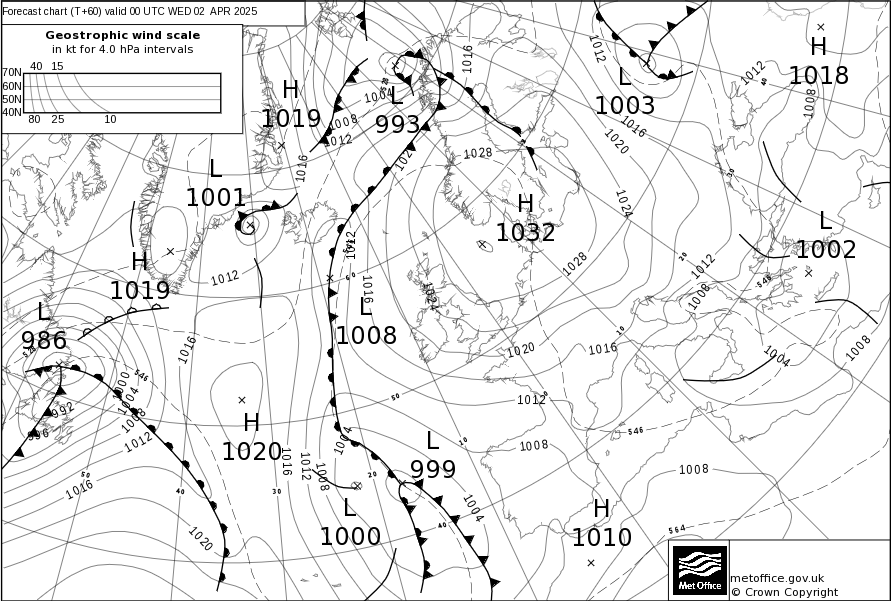 Forecast chart (T+60) valid 00 UTC WED 02 APR 2025
Geostrophic wind scale
in kt for 4.0 hPa intervals
40 15
70N
60N
50N
40N
80 25 10
H
1019
L
993
L
1003
H
1018
L
1001
H
1032
L
1002
H
1019
L
986
L
1008
H
1020
L
999
L
1000
H
1010
1016
1012
1016
1020
1012
1008
1004
1008
1012
1016
1028
1024
1028
1012
1016
1024
1012
1008
1012
1016
1020
1016
1012
1008
1004
1008
1008
1000
1004
1008
1012
992
996
1016
1020
1016
1012
1008
1004
1004
546
546
546
564
50
40
30
20
10
40
50
60
10
20
30
40
Met Office
metoffice.gov.uk
© Crown Copyright